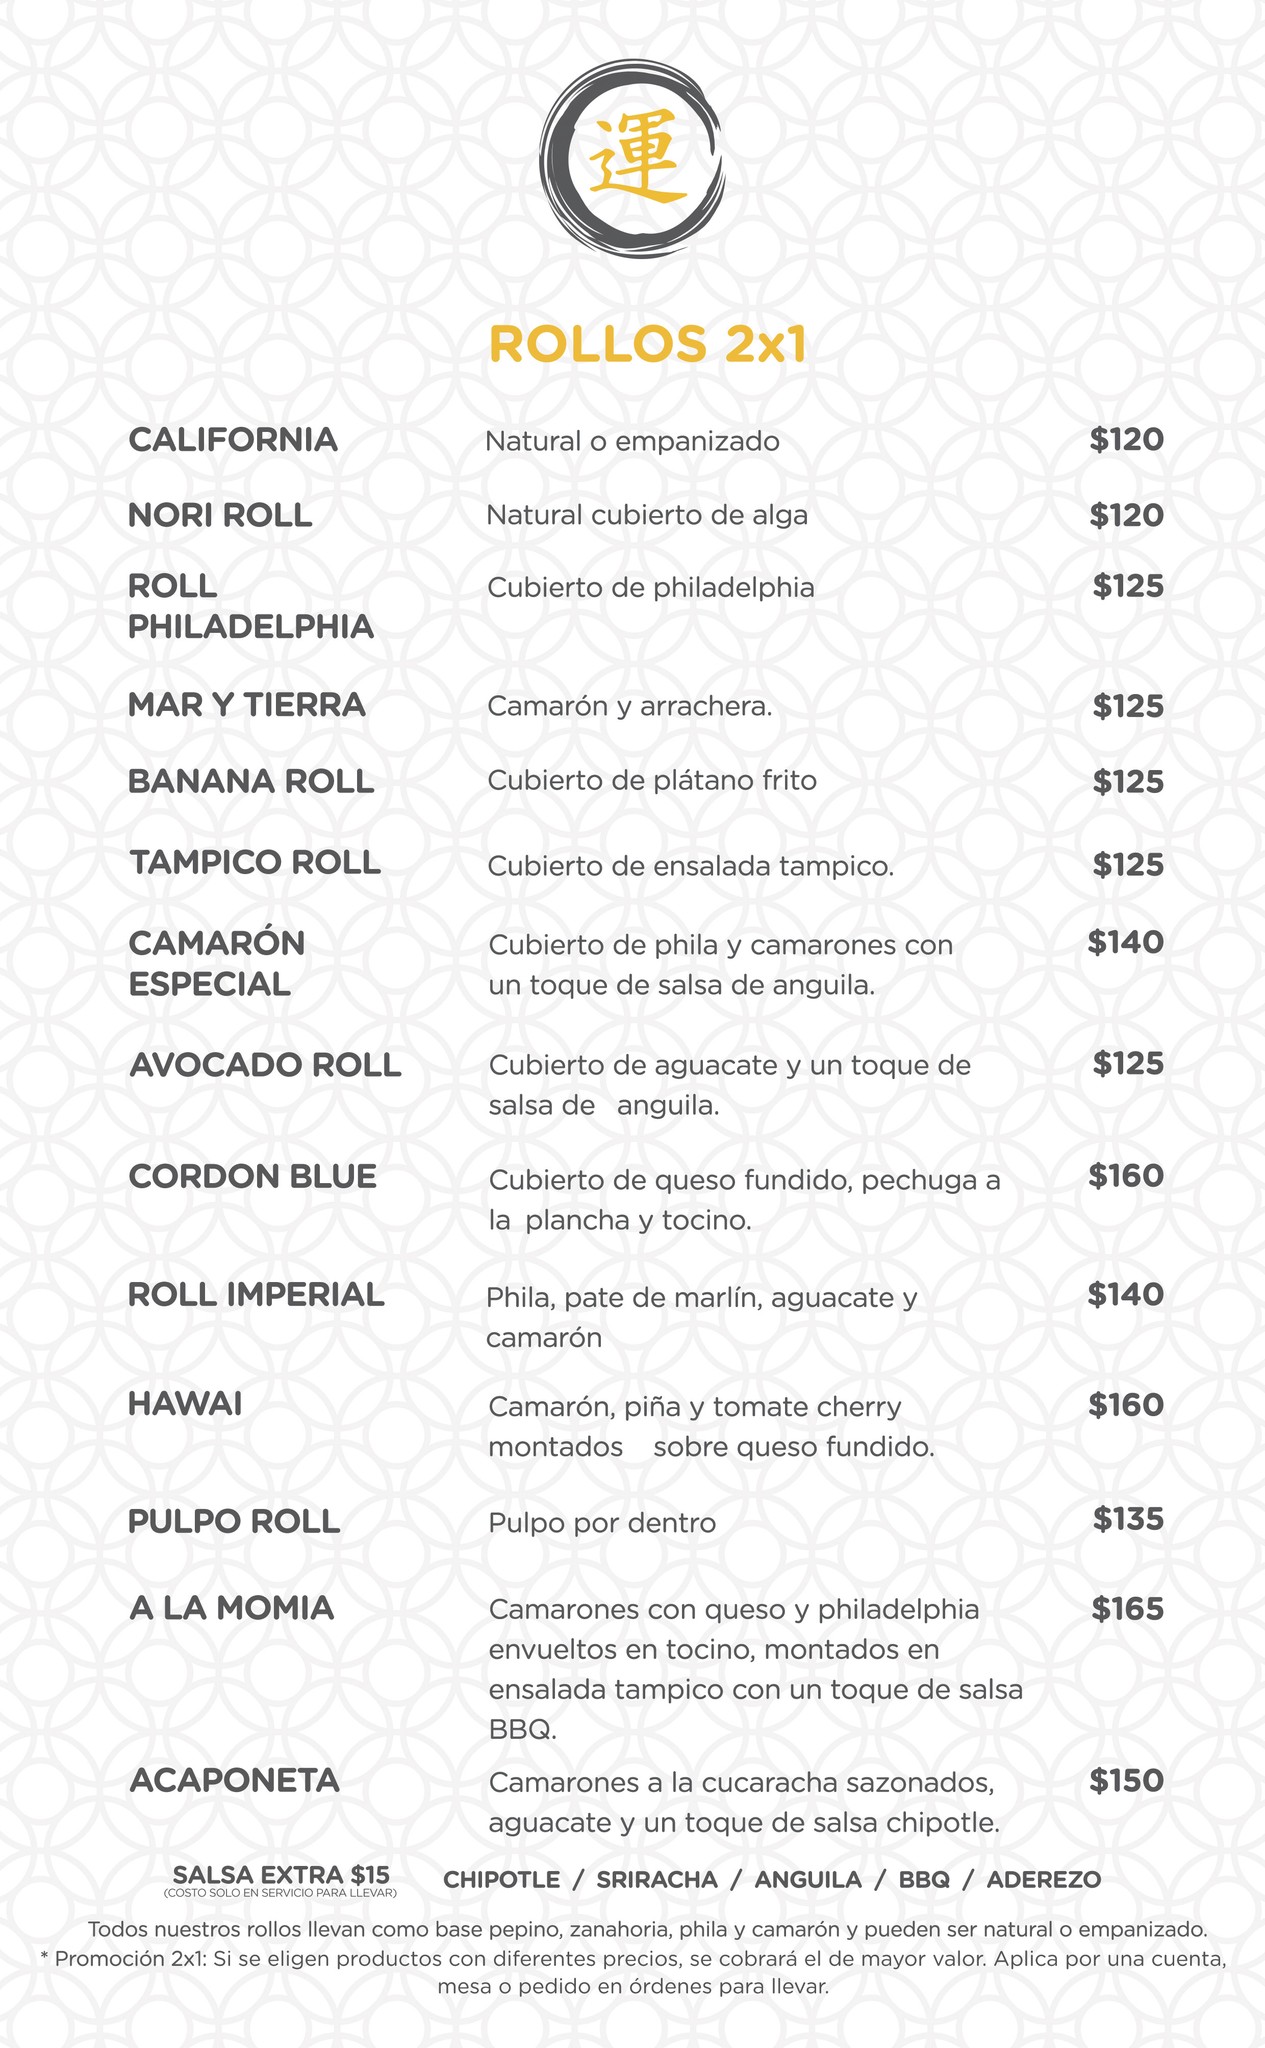 運
ROLLOS 2x1
CALIFORNIA Natural o empanizado $120
NORI ROLL Natural cubierto de alga $120
ROLL Cubierto de philadelphia $125
PHILADELPHIA
MAR Y TIERRA Camarón y arrachera. $125
BANANA ROLL Cubierto de plátano frito $125
TAMPICO ROLL Cubierto de ensalada tampico. $125
CAMARÓN Cubierto de phila y camarones con $140
ESPECIAL un toque de salsa de anguila.
AVOCADO ROLL Cubierto de aguacate y un toque de $125
salsa de anguila.
CORDON BLUE Cubierto de queso fundido, pechuga a $160
la plancha y tocino.
ROLL IMPERIAL Phila, pate de marlín, aguacate y $140
camarón
HAWAI Camarón, piña y tomate cherry $160
montados sobre queso fundido.
PULPO ROLL Pulpo por dentro $135
A LA MOMIA Camarones con queso y philadelphia $165
envueltos en tocino, montados en
ensalada tampico con un toque de salsa
BBQ.
ACAPONETA Camarones a la cucaracha sazonados, $150
aguacate y un toque de salsa chipotle.
SALSA EXTRA $15 CHIPOTLE / SRIRACHA / ANGUILA / BBQ / ADEREZO
(COSTO SOLO EN SERVICIO PARA LLEVAR)
Todos nuestros rollos llevan como base pepino, zanahoria, phila y camarón y pueden ser natural o empanizado.
* Promoción 2x1: Si se eligen productos con diferentes precios, se cobrará el de mayor valor. Aplica por una cuenta,
mesa o pedido en órdenes para llevar.